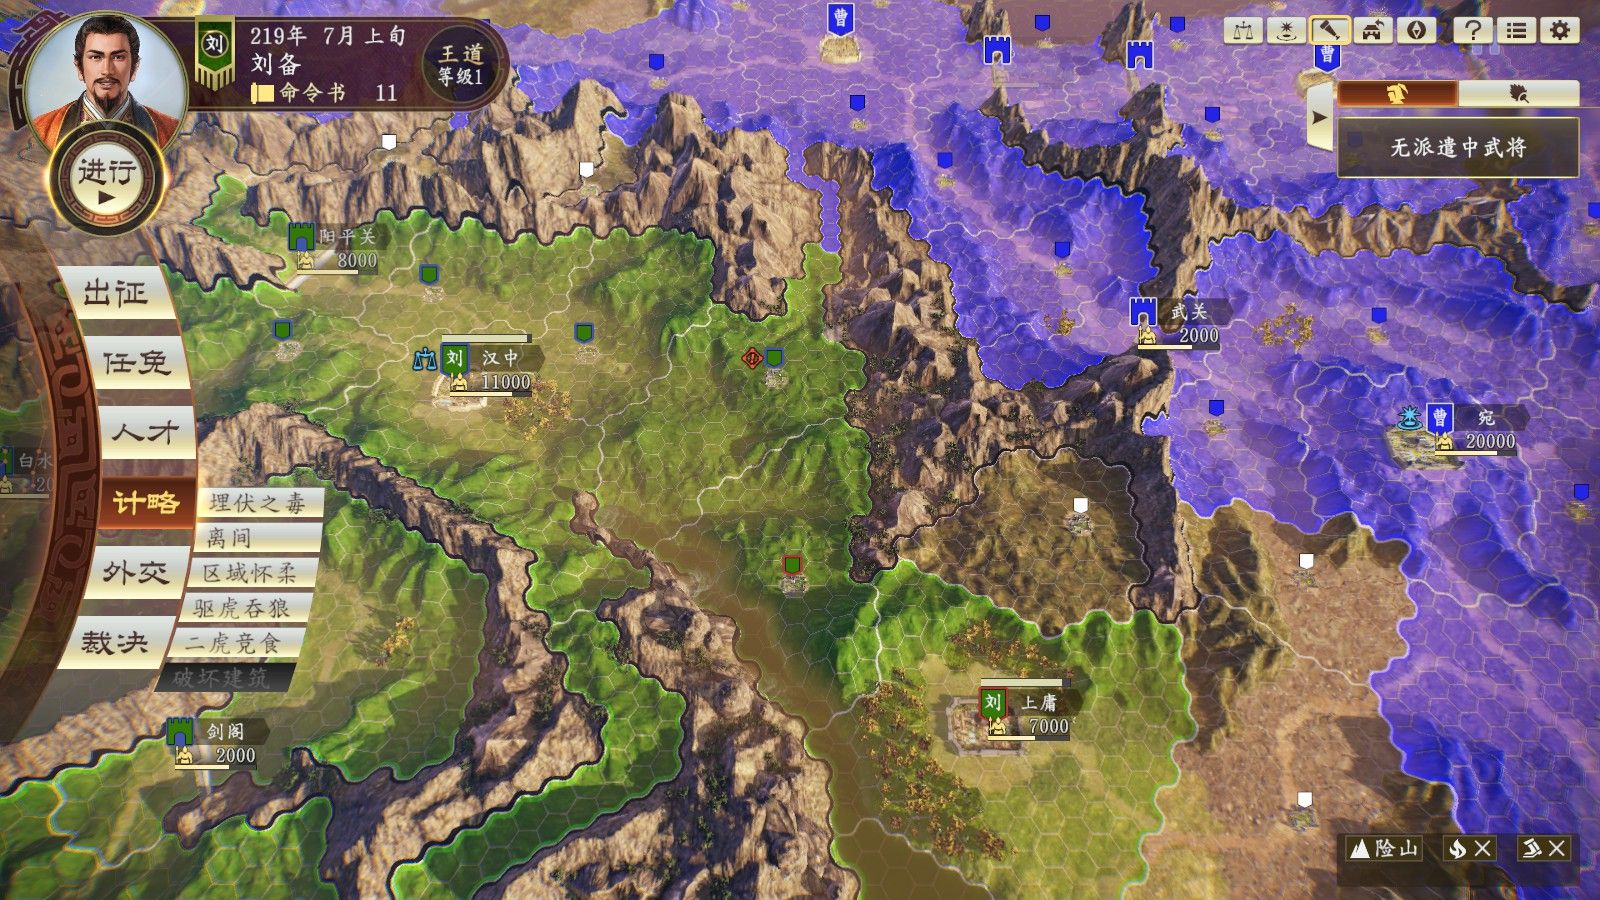 刘
219年 7月上旬
刘备
命令书 11
王道
等级1
进行
出征
任免
人才
计略
外交
裁决
埋伏之毒
离间
区域怀柔
驱虎吞狼
二虎竞食
破坏建筑
曹
曹
?
无派遣中武将
阳平关
8000
刘 汉中
11000
武关
2000
曹 宛
20000
白水
20
刘 上庸
7000
剑阁
2000
险山